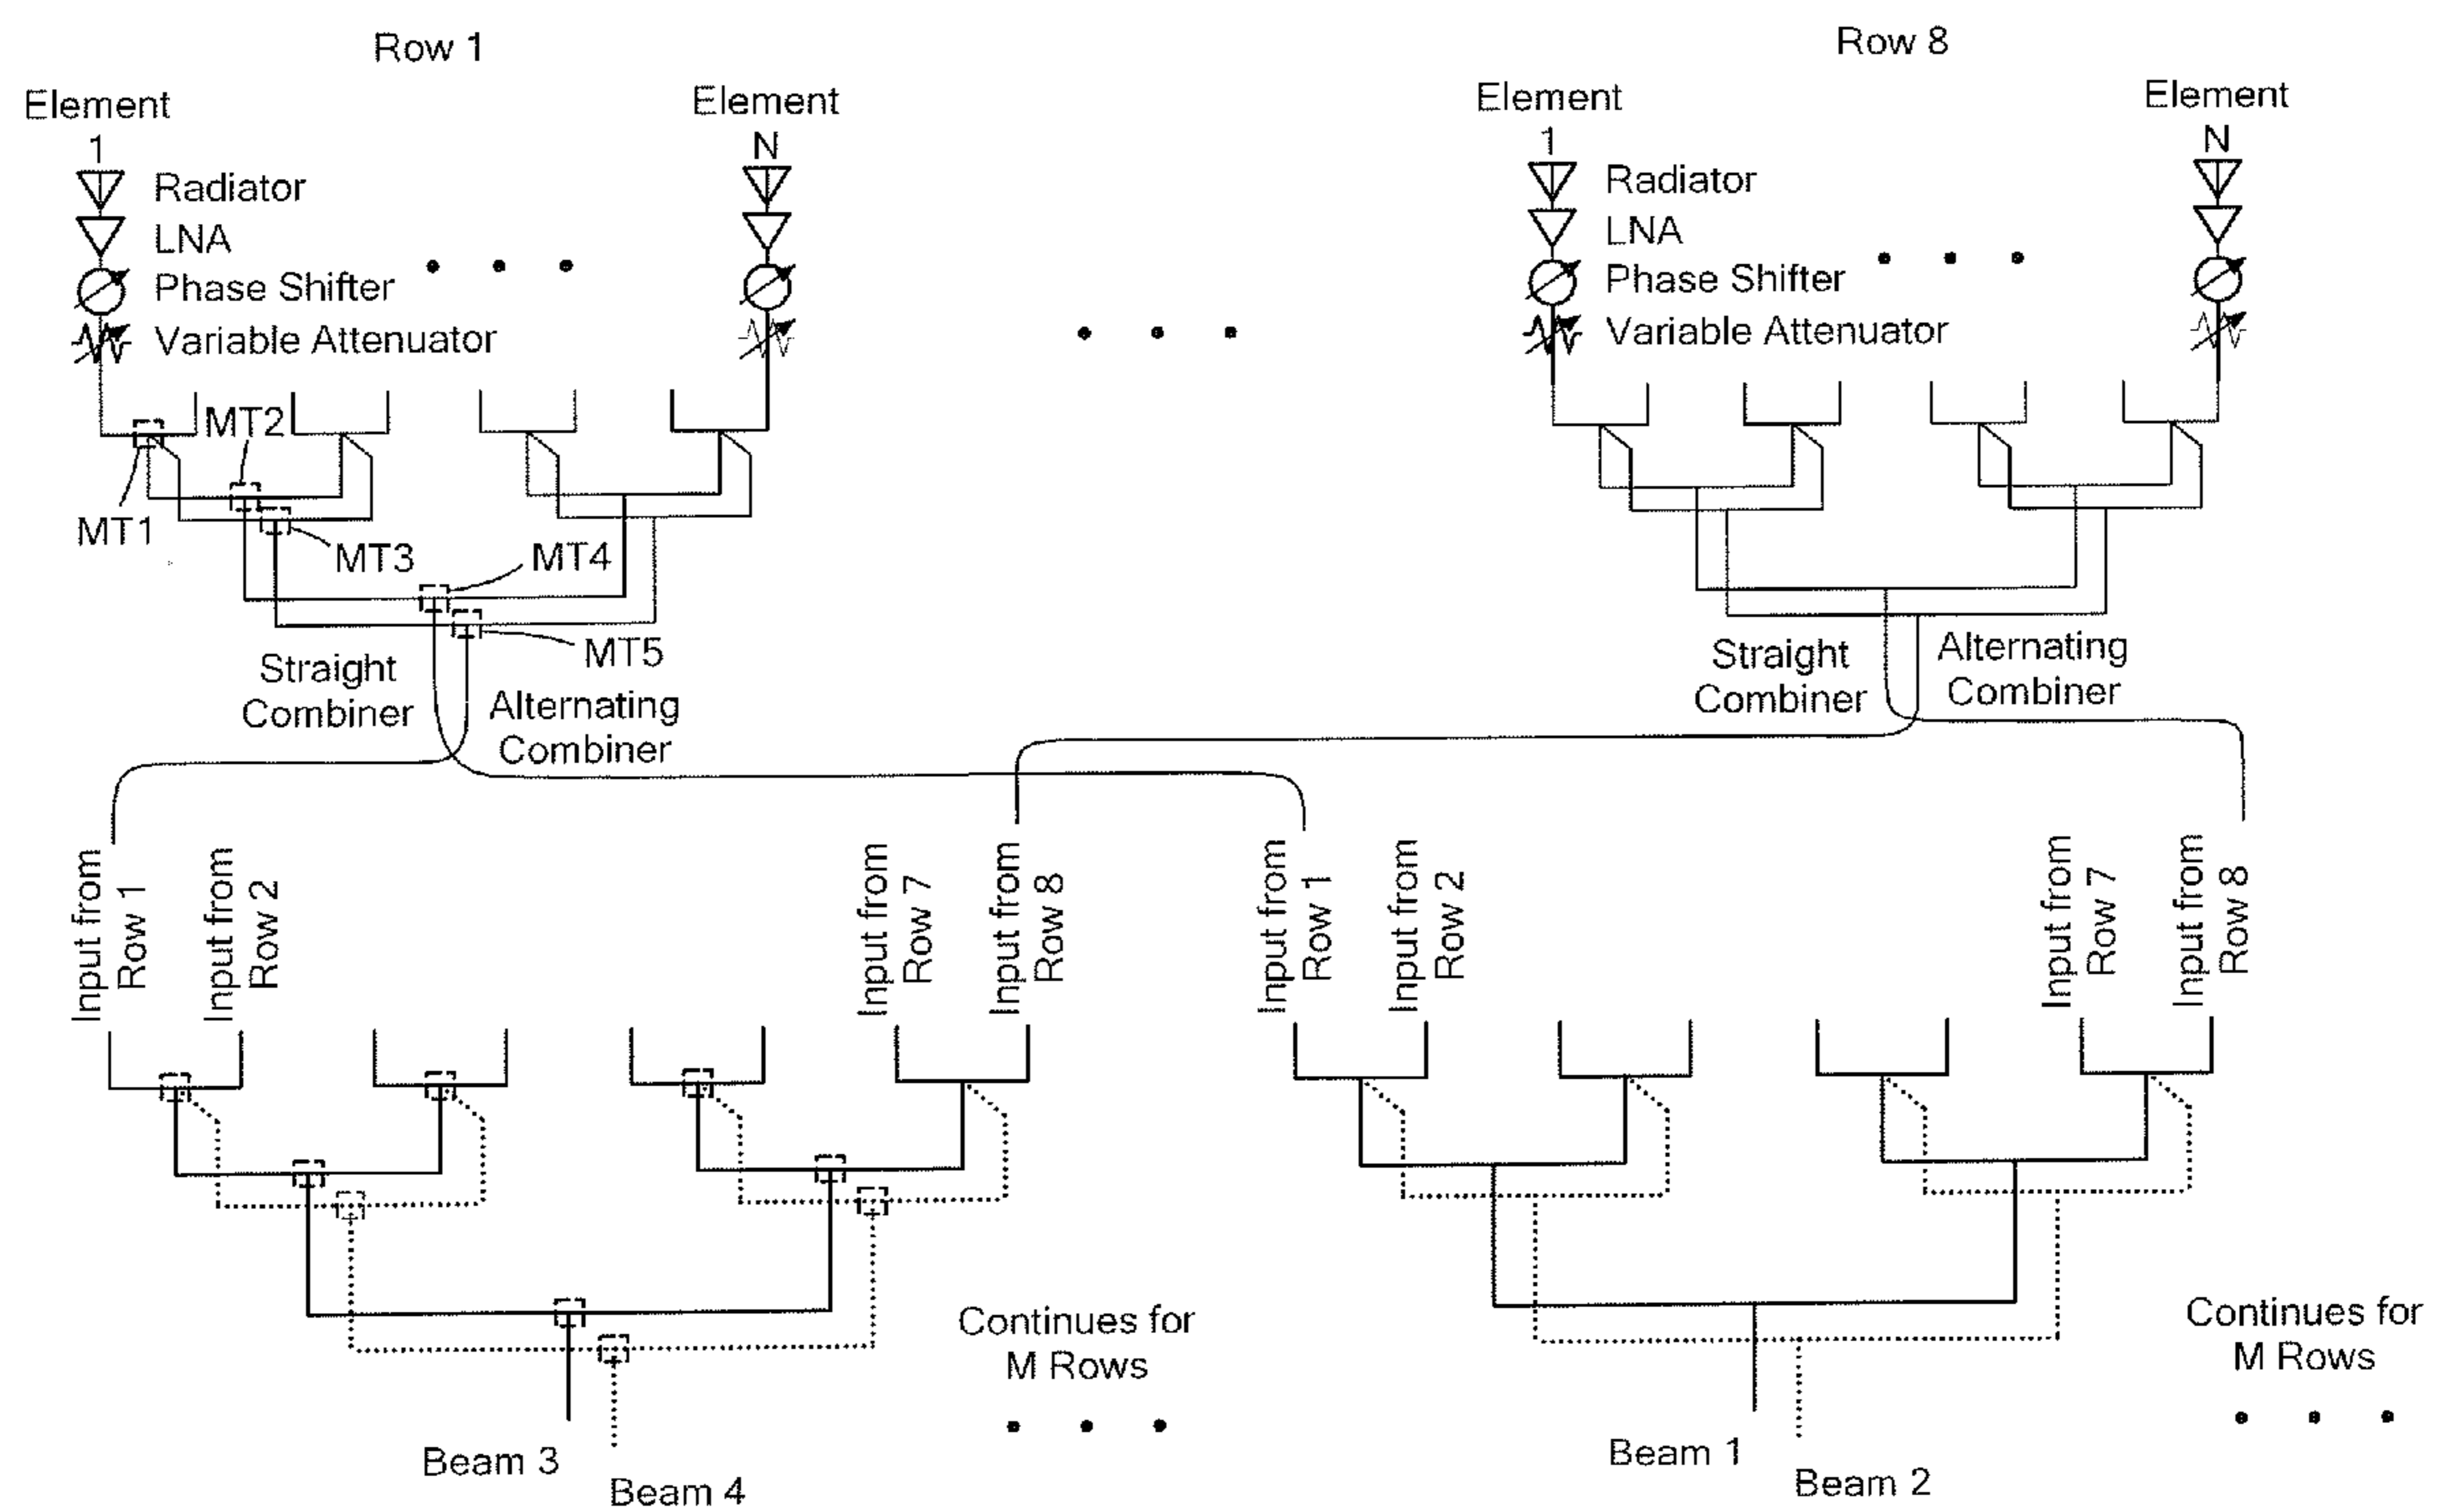 Row 1
Row 8
Element
1
Element
N
Element
1
Element
N
Radiator
LNA
Phase Shifter
Variable Attenuator
Radiator
LNA
Phase Shifter
Variable Attenuator
MT1
MT2
MT3
MT4
MT5
Straight
Combiner
Alternating
Combiner
Straight
Combiner
Alternating
Combiner
Input from
Row 1
Input from
Row 2
Input from
Row 7
Input from
Row 8
Input from
Row 1
Input from
Row 2
Input from
Row 7
Input from
Row 8
Continues for
M Rows
Continues for
M Rows
Beam 3
Beam 4
Beam 1
Beam 2